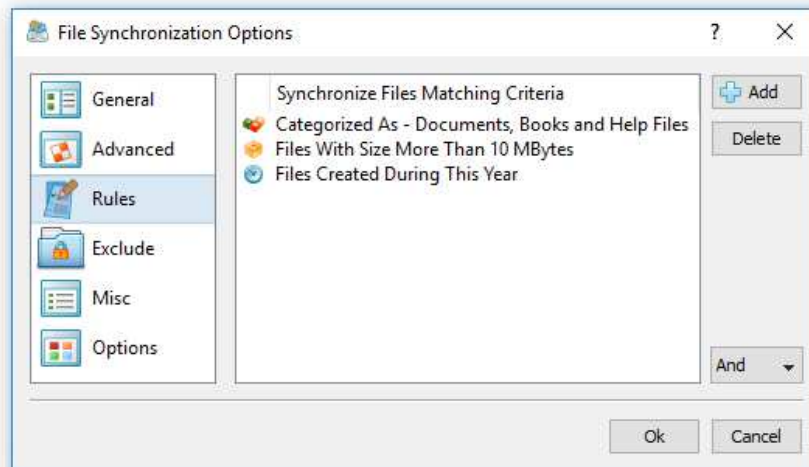 File Synchronization Options
?
General
Advanced
Rules
Exclude
Misc
Options
Synchronize Files Matching Criteria
Categorized As - Documents, Books and Help Files
Files With Size More Than 10 MBytes
Files Created During This Year
Add
Delete
And
Ok
Cancel